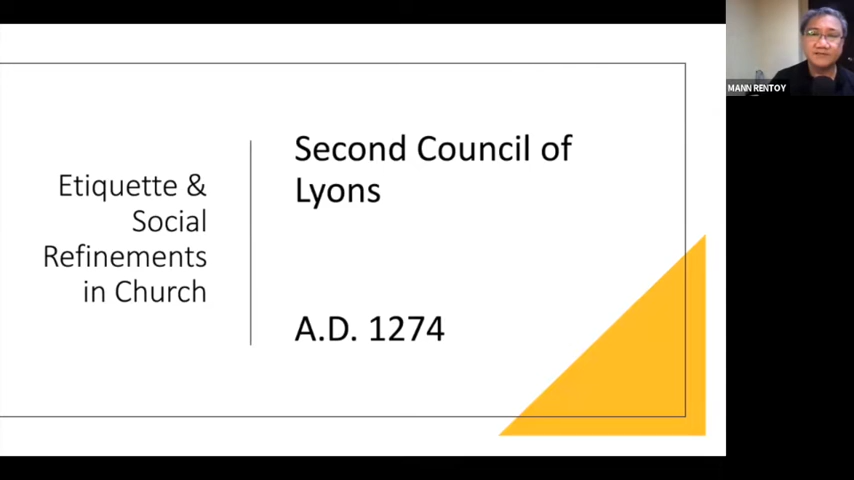 Etiquette &
Social
Refinements
in Church
Second Council of
Lyons
A.D. 1274
MANN RENTOY